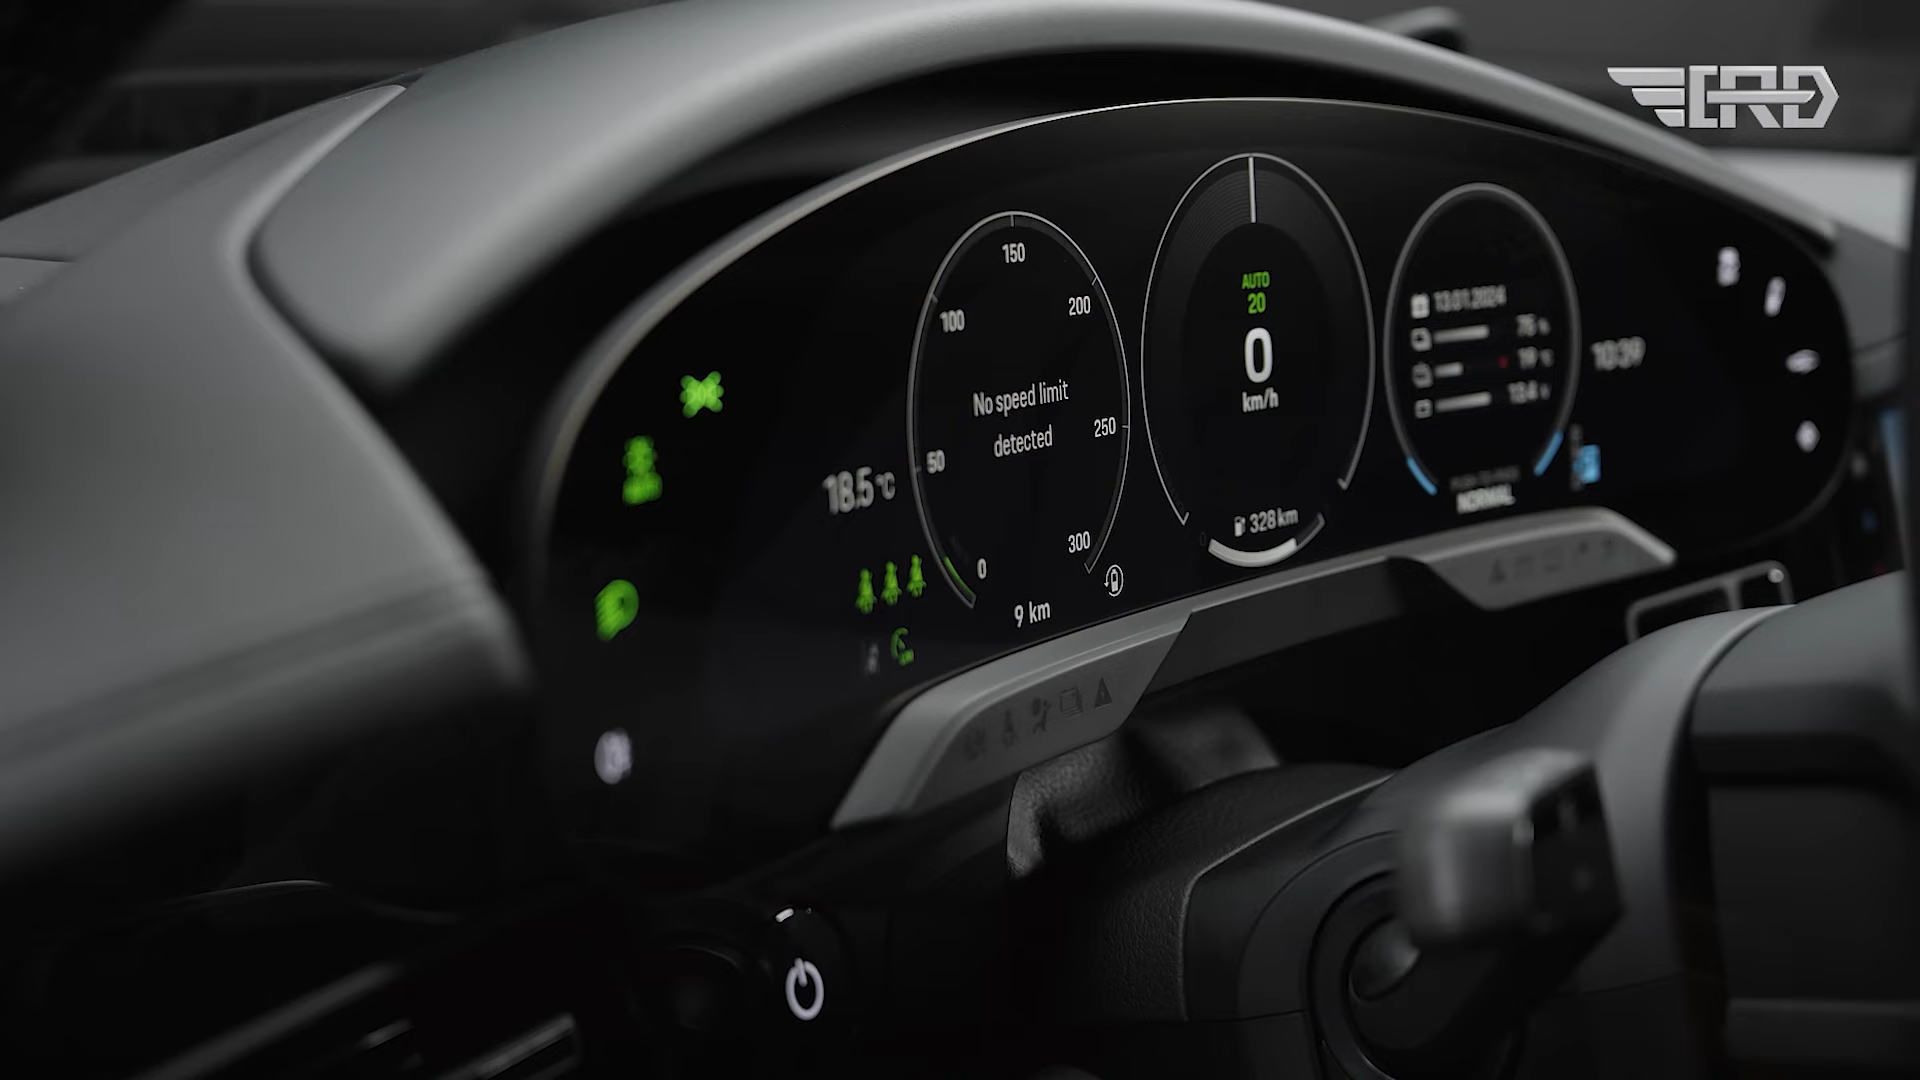 CRD
150
100
200
No speed limit
detected
250
50
18.5 °C
0
300
9 km
AUTO
20
0
km/h
328 km
13.01.2024
10:39
NORMAL